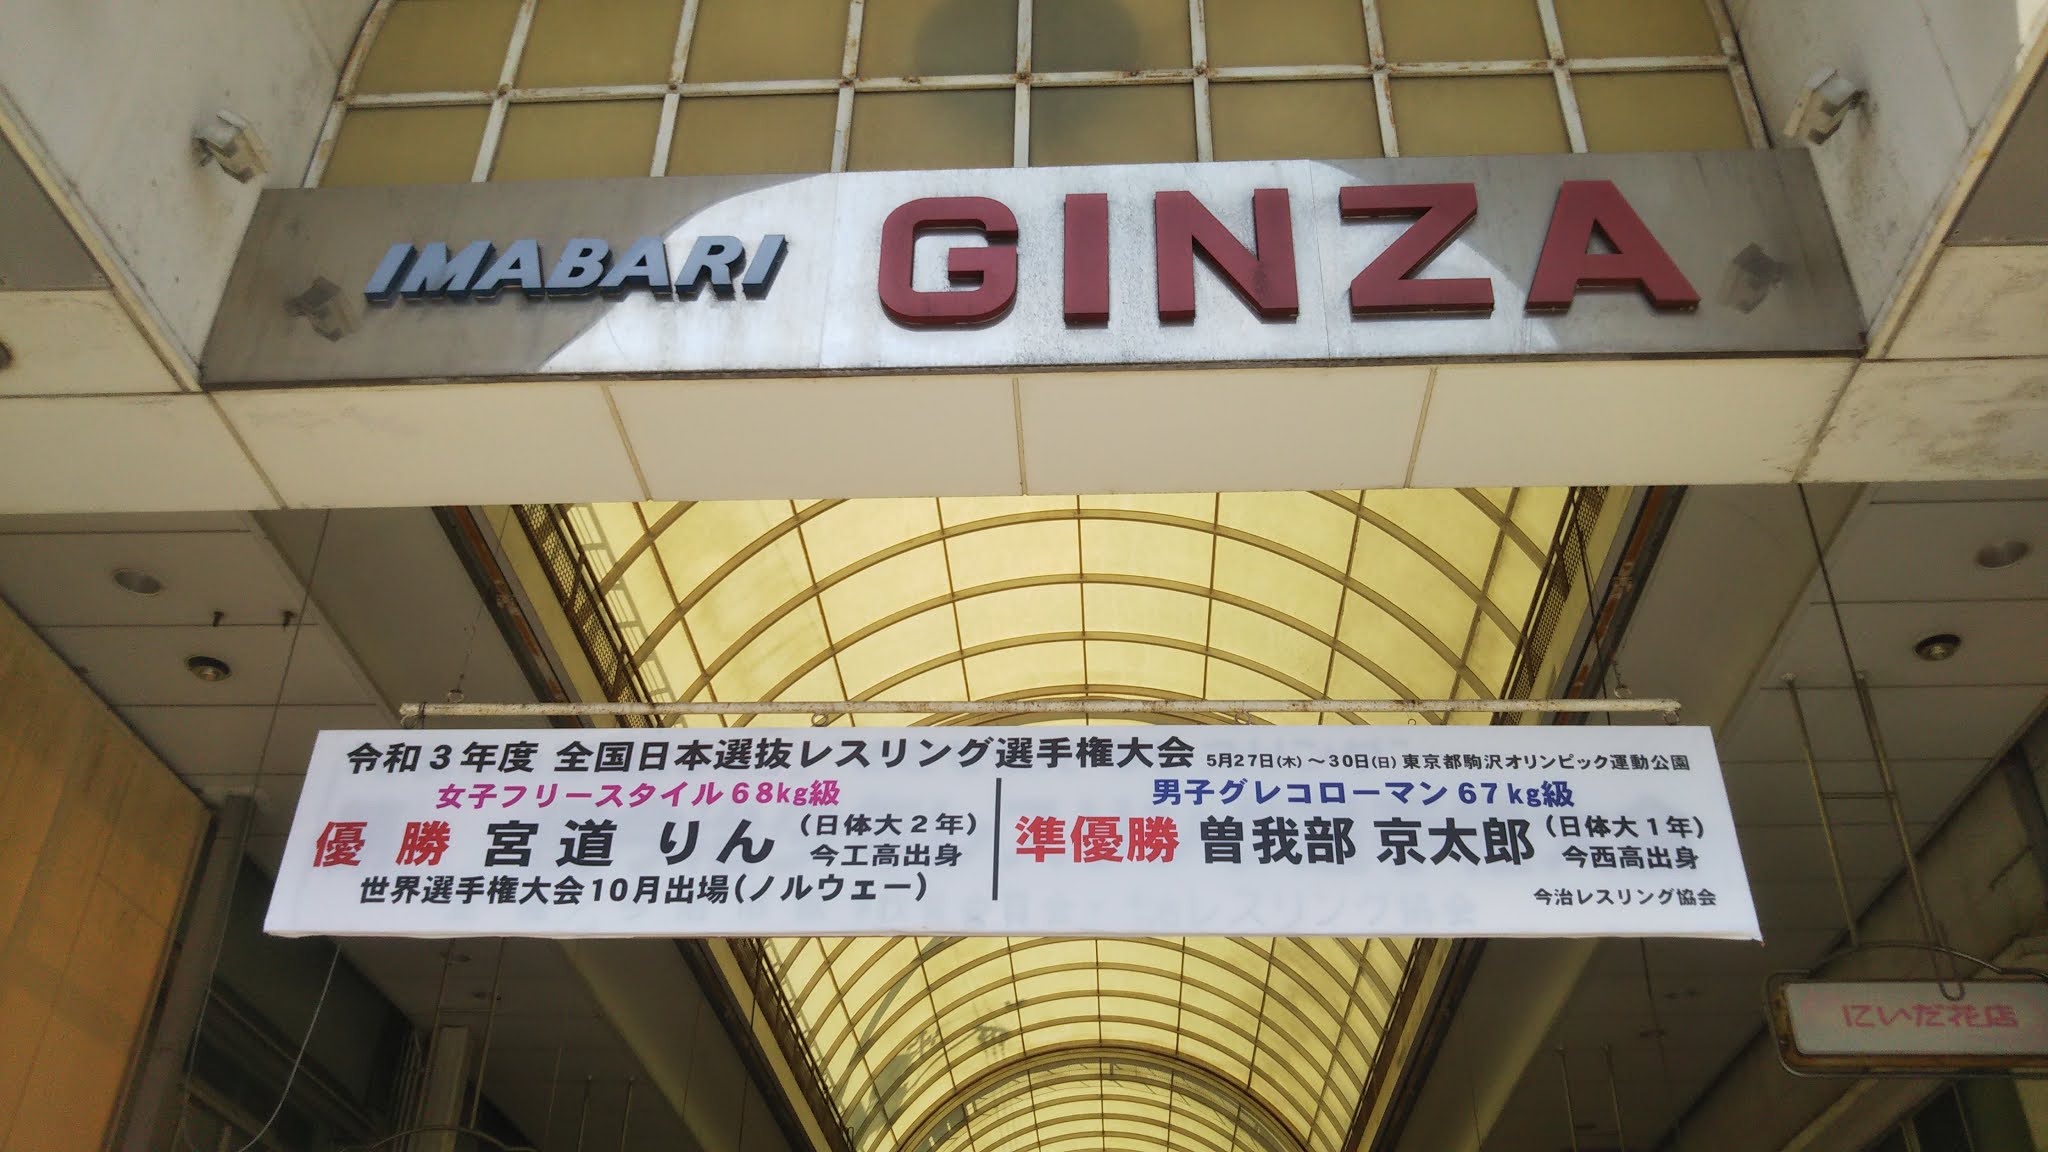 IMABARI GINZA
令和3年度 全国日本選抜レスリング選手権大会 5月27日(木)～30日(日) 東京都駒沢オリンピック運動公園
女子フリースタイル68kg級
優勝 宮道 りん (日体大2年)
今工高出身
世界選手権大会10月出場(ノルウェー)
男子グレコローマン67kg級
準優勝 曽我部 京太郎 (日体大1年)
今西高出身
今治レスリング協会
にいだ花店